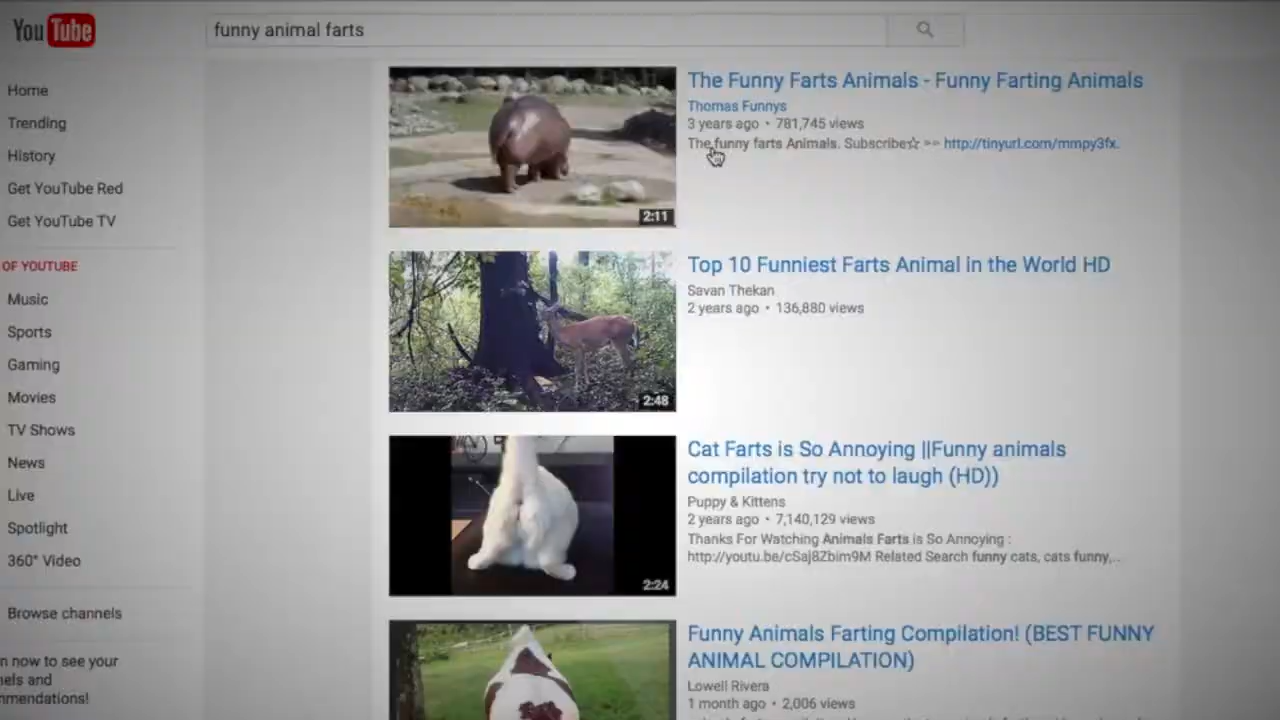 YouTube
funny animal farts
Home
Trending
History
Get YouTube Red
Get YouTube TV
OF YOUTUBE
Music
Sports
Gaming
Movies
TV Shows
News
Live
Spotlight
360° Video
Browse channels
n now to see your
els and
mmendations!
The Funny Farts Animals - Funny Farting Animals
Thomas Funnys
3 years ago • 781,745 views
The funny farts Animals. Subscribe☆ »» http://tinyurl.com/mmpy3fx.
2:11
Top 10 Funniest Farts Animal in the World HD
Savan Thekan
2 years ago • 136,880 views
2:48
Cat Farts is So Annoying ||Funny animals
compilation try not to laugh (HD))
Puppy & Kittens
2 years ago • 7,140,129 views
Thanks For Watching Animals Farts is So Annoying :
http://youtu.be/cSaj8Zbim9M Related Search funny cats, cats funny,...
2:24
Funny Animals Farting Compilation! (BEST FUNNY
ANIMAL COMPILATION)
Lowell Rivera
1 month ago • 2,006 views